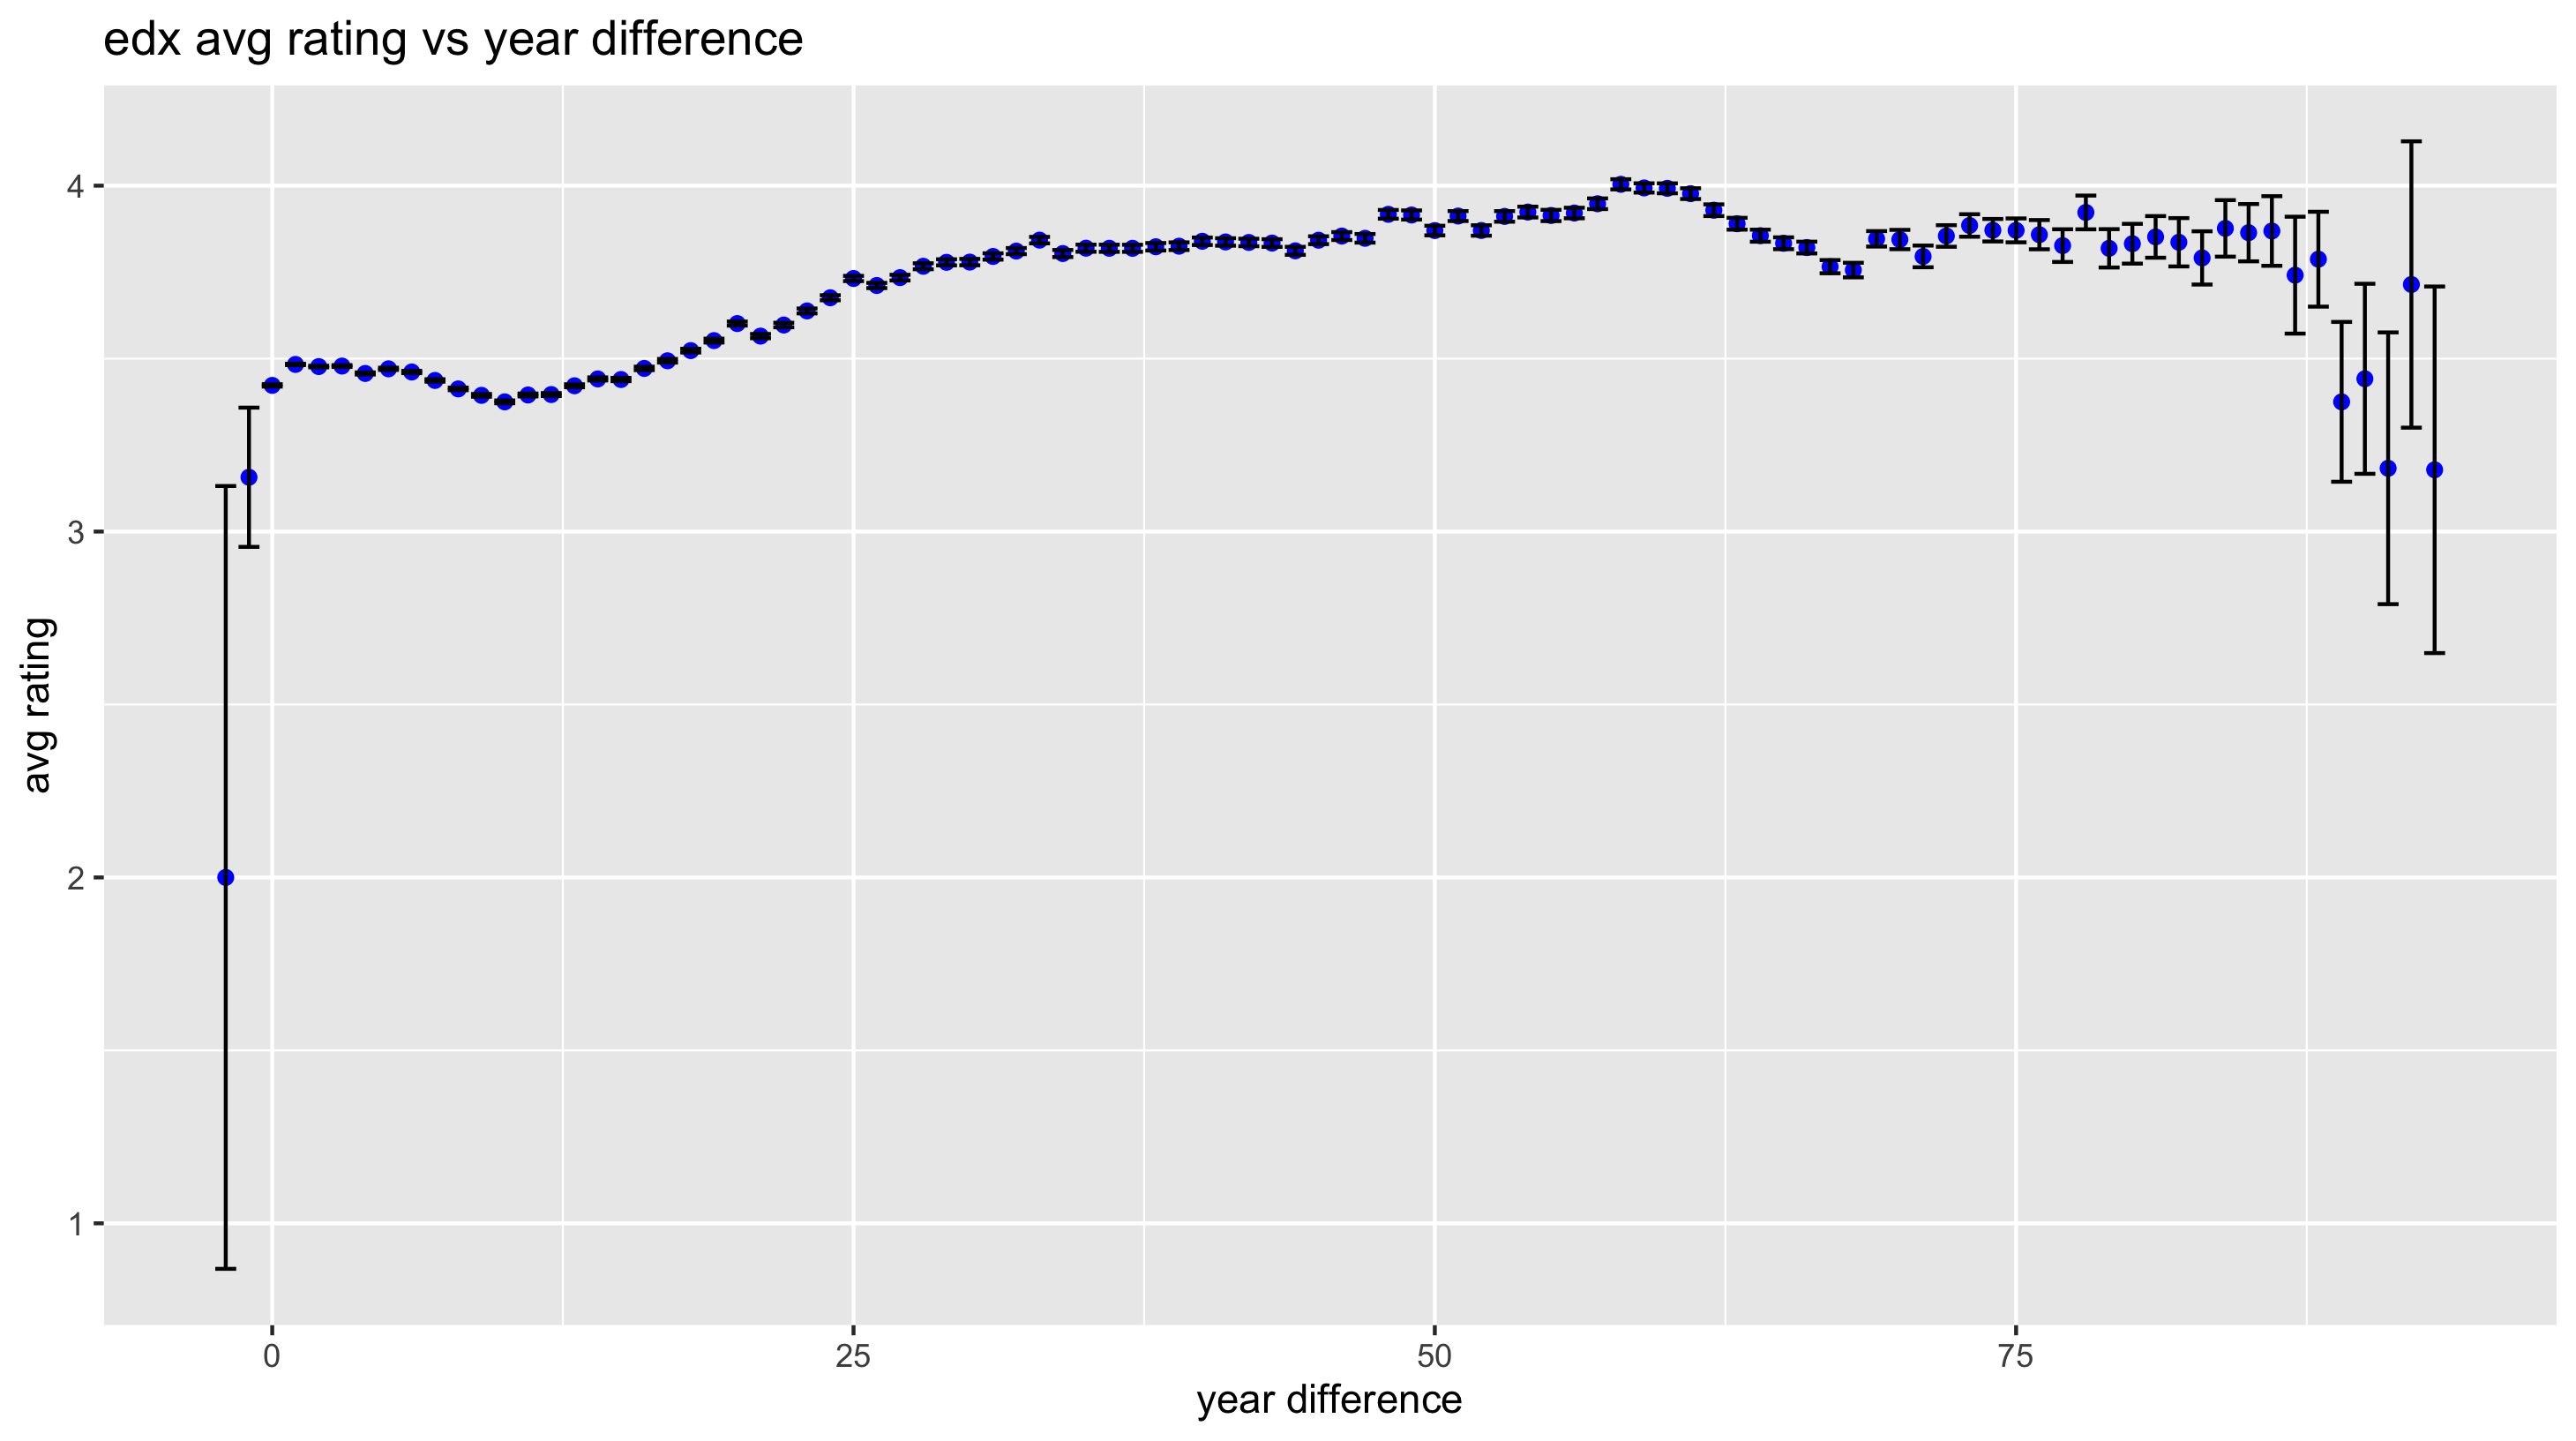 edx avg rating vs year difference
avg rating
4
3
2
1
0 25 50 75
year difference